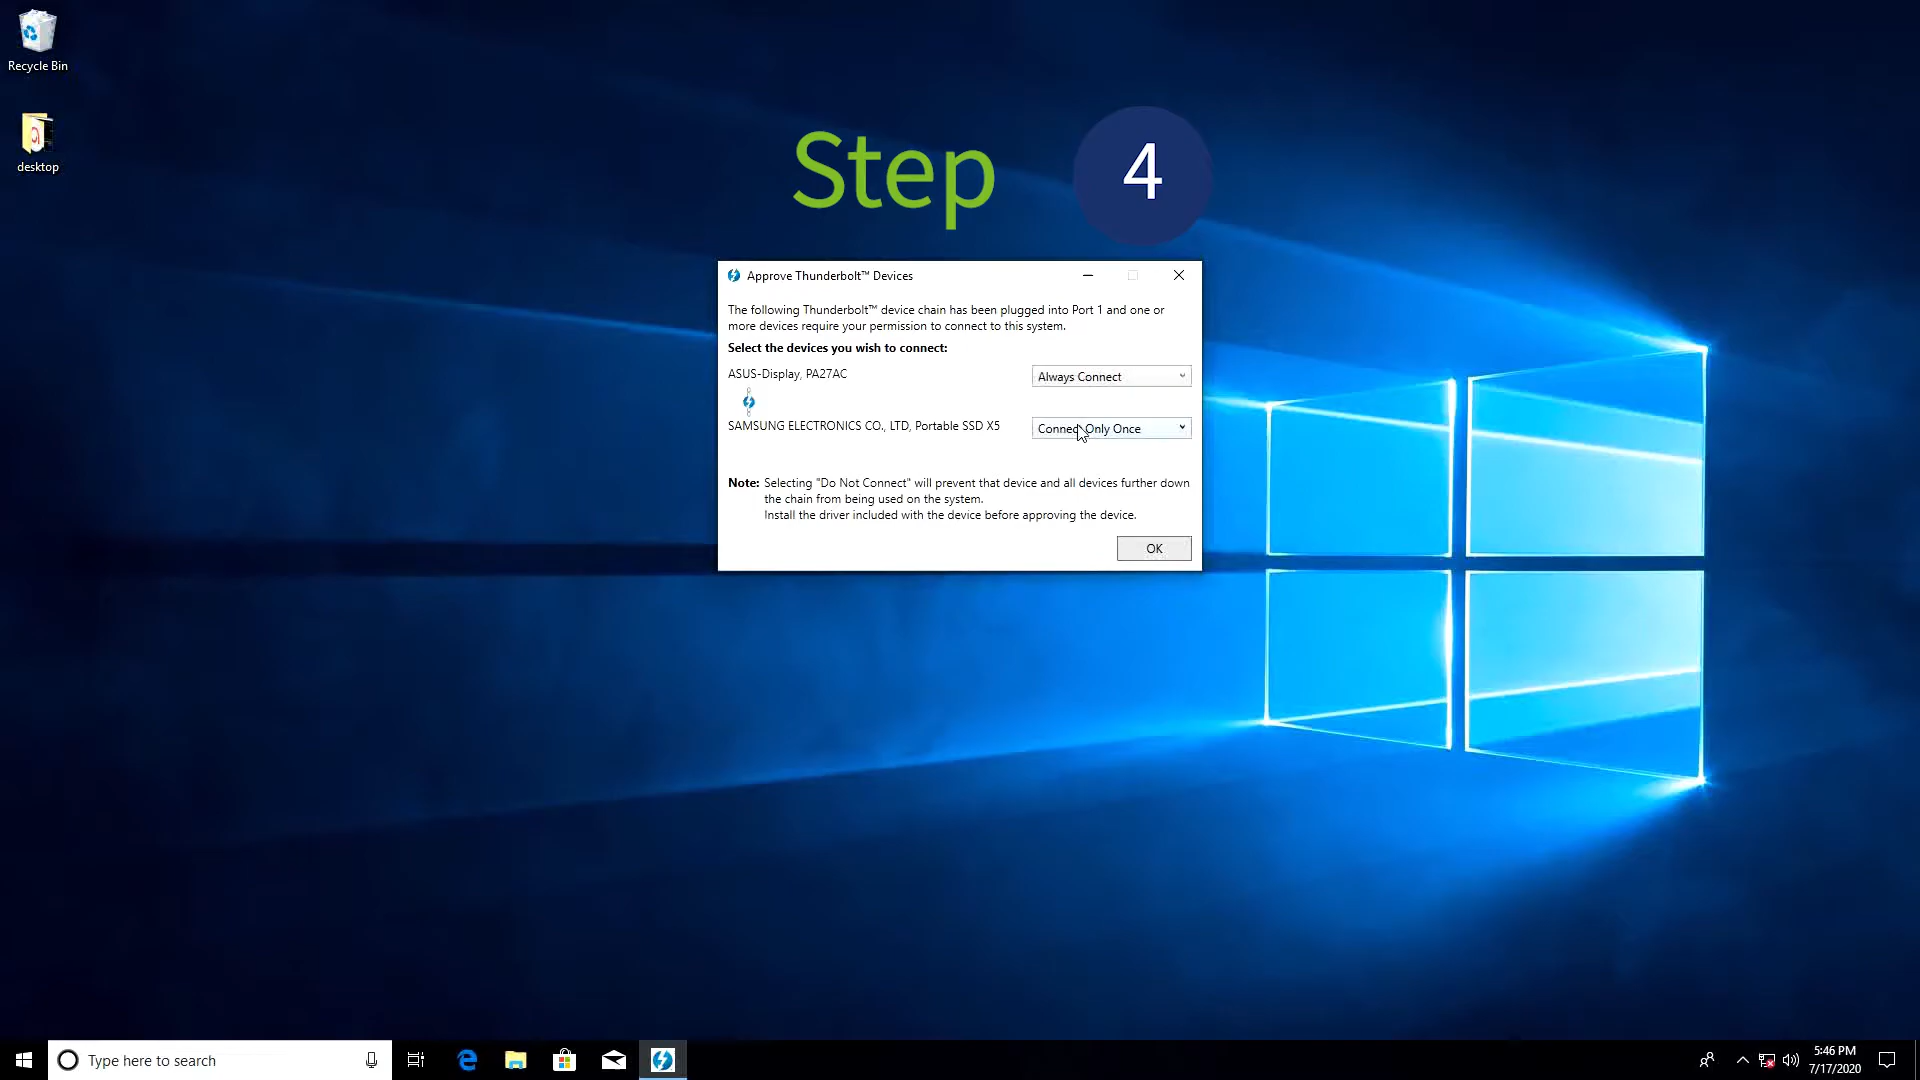 Recycle Bin
desktop
Step 4
Approve Thunderbolt™ Devices
The following Thunderbolt™ device chain has been plugged into Port 1 and one or
more devices require your permission to connect to this system.
Select the devices you wish to connect:
ASUS-Display, PA27AC
Always Connect
SAMSUNG ELECTRONICS CO., LTD, Portable SSD X5
Connect Only Once
Note: Selecting "Do Not Connect" will prevent that device and all devices further down
the chain from being used on the system.
Install the driver included with the device before approving the device.
OK
Type here to search
5:46 PM
7/17/2020